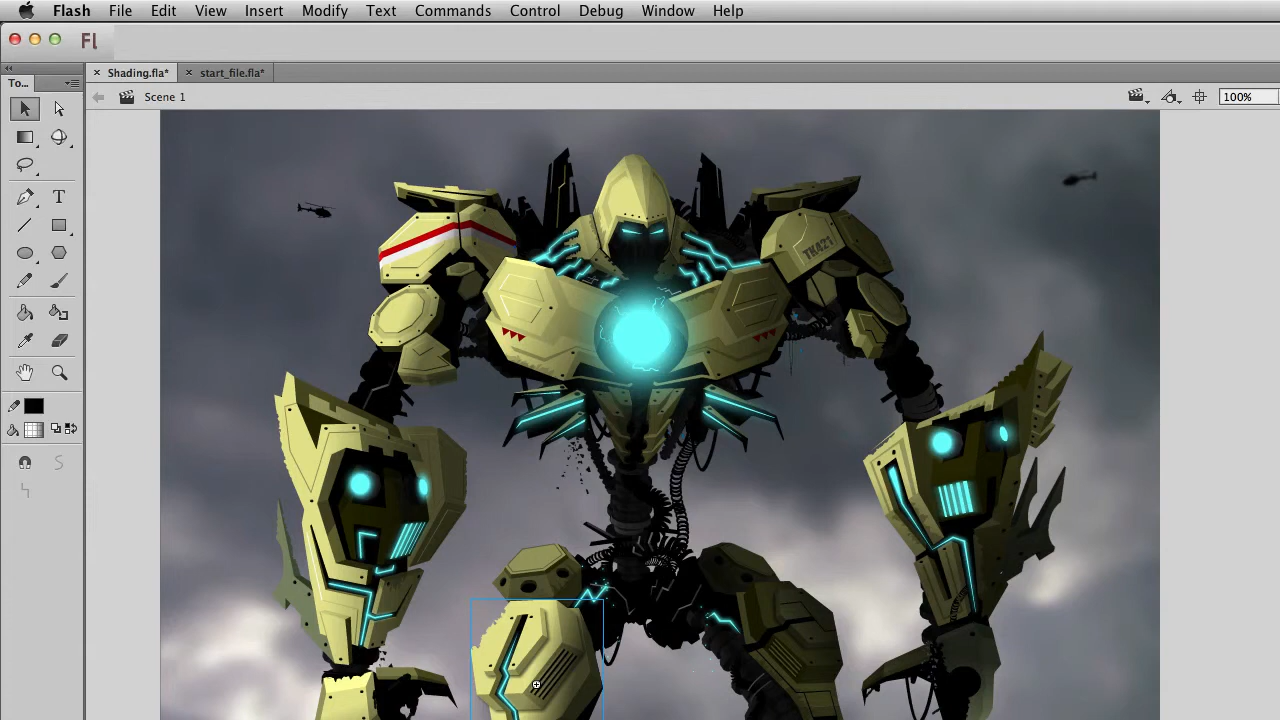 Flash File Edit View Insert Modify Text Commands Control Debug Window Help
Fl
To... × Shading.fla* × start_file.fla*
Scene 1 100%
T
TK421